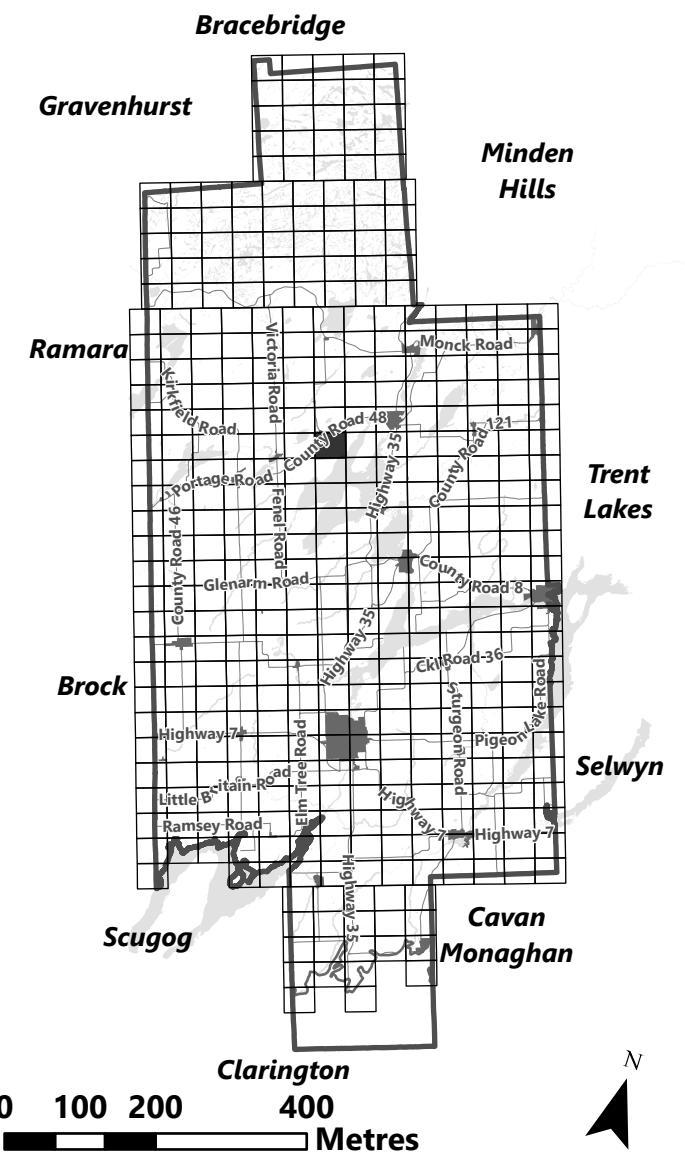 Bracebridge
Gravenhurst
Minden
Hills
Ramara
Monck Road
Victoria Road
Kirkfield Road
County Road 48
County Road 121
Highway 35
Portage Road
Trent
Lakes
Fenel Road
County Road 46
County Road 8
Glenarm Road
Highway 35
Ckl Road 36
Brock
Sturgeon Road
Pigeon Lake Road
Highway 7
Elm Tree Road
Selwyn
Little Britain Road
Highway 7
Ramsey Road
Highway 7
Highway 35
Cavan
Monaghan
Scugog
Clarington
N
0 100 200 400
Metres